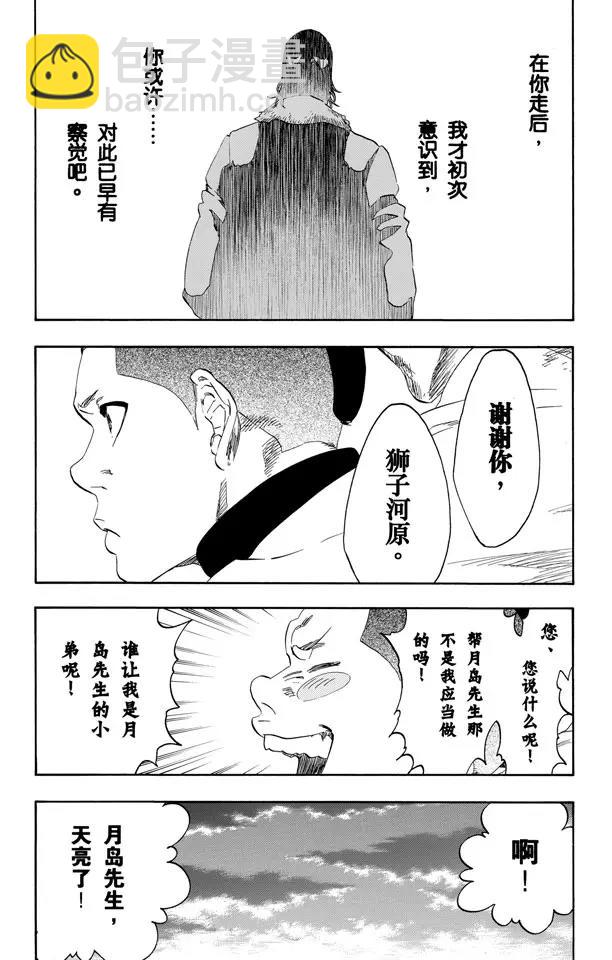 包子漫畫
baozimh.com
在你走后，
我才初次
意识到，
你或许……
对此已早有
察觉吧。
谢谢你，
狮子河原。
您、
您说什么呢！
帮月岛先生那
不是我应当做
的吗！
谁让我是月
岛先生的小
弟呢！
啊！
月岛先生，
天亮了！